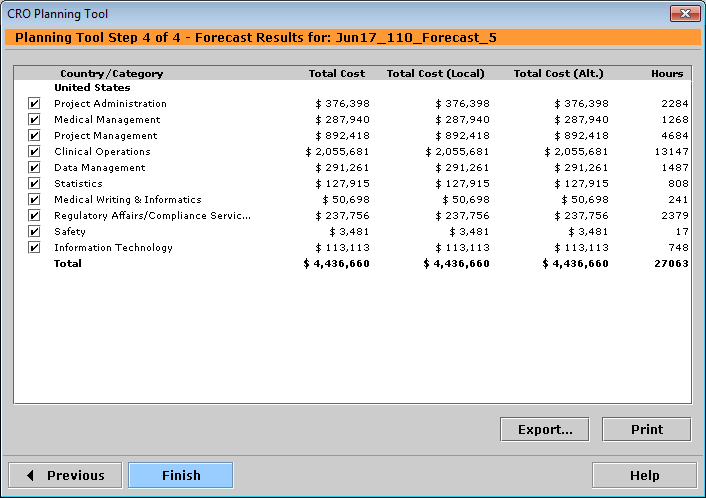 CRO Planning Tool
Planning Tool Step 4 of 4 - Forecast Results for: Jun17_110_Forecast_5
Country/Category Total Cost Total Cost (Local) Total Cost (Alt.) Hours
United States
Project Administration $ 376,398 $ 376,398 $ 376,398 2284
Medical Management $ 287,940 $ 287,940 $ 287,940 1268
Project Management $ 892,418 $ 892,418 $ 892,418 4684
Clinical Operations $ 2,055,681 $ 2,055,681 $ 2,055,681 13147
Data Management $ 291,261 $ 291,261 $ 291,261 1487
Statistics $ 127,915 $ 127,915 $ 127,915 808
Medical Writing & Informatics $ 50,698 $ 50,698 $ 50,698 241
Regulatory Affairs/Compliance Servic... $ 237,756 $ 237,756 $ 237,756 2379
Safety $ 3,481 $ 3,481 $ 3,481 17
Information Technology $ 113,113 $ 113,113 $ 113,113 748
Total $ 4,436,660 $ 4,436,660 $ 4,436,660 27063
Export... Print
Previous Finish Help